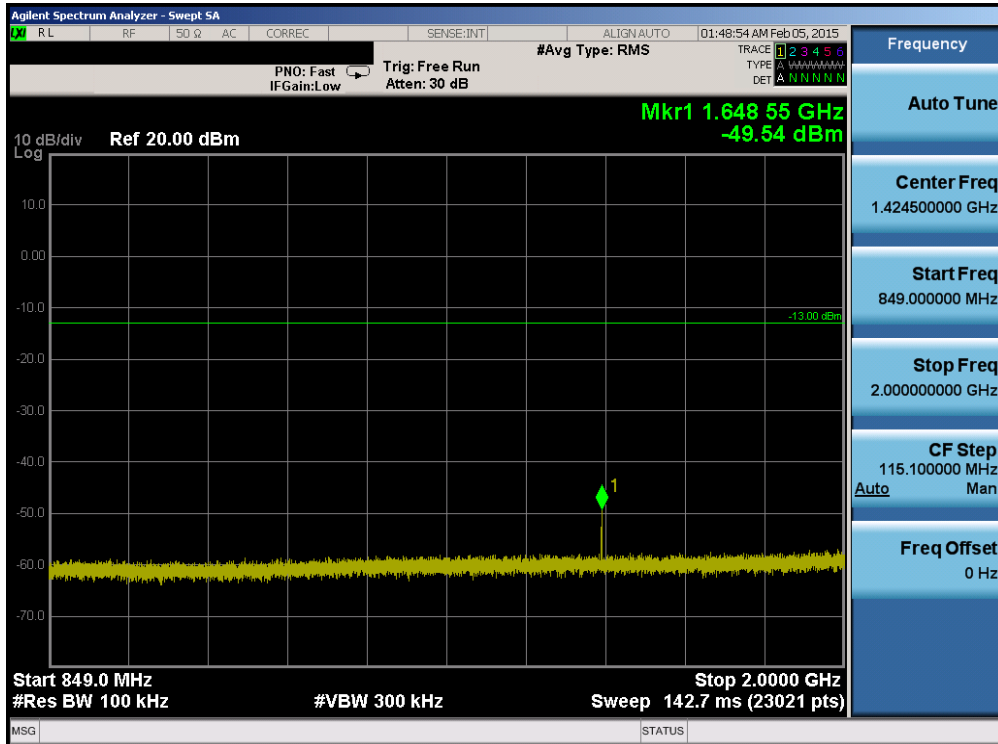 Agilent Spectrum Analyzer - Swept SA
LXI RL RF 50 Ω AC CORREC SENSE:INT ALIGN AUTO 01:48:54 AM Feb 05, 2015
#Avg Type: RMS TRACE 1 2 3 4 5 6
PNO: Fast Trig: Free Run TYPE A
IFGain:Low Atten: 30 dB DET A N N N N N
Mkr1 1.648 55 GHz
-49.54 dBm
10 dB/div Ref 20.00 dBm
Log
10.0
0.00
-10.0
-13.00 dBm
-20.0
-30.0
-40.0
1
-50.0
-60.0
-70.0
Start 849.0 MHz Stop 2.0000 GHz
#Res BW 100 kHz #VBW 300 kHz Sweep 142.7 ms (23021 pts)
MSG STATUS
Frequency
Auto Tune
Center Freq
1.424500000 GHz
Start Freq
849.000000 MHz
Stop Freq
2.000000000 GHz
CF Step
115.100000 MHz
Auto Man
Freq Offset
0 Hz